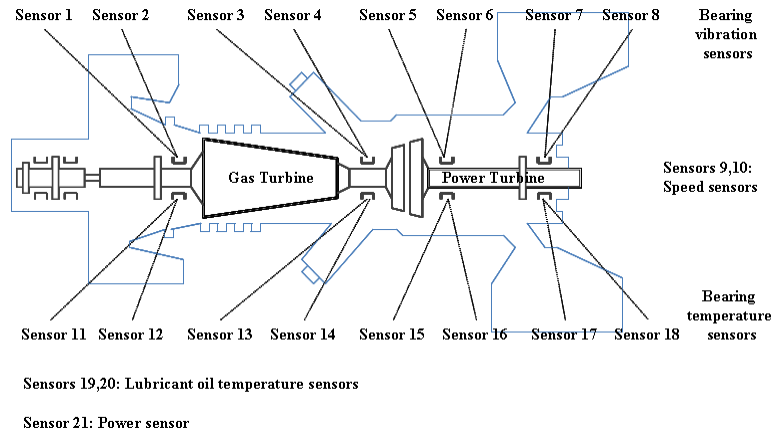 Sensor 1
Sensor 2
Sensor 3
Sensor 4
Sensor 5
Sensor 6
Sensor 7
Sensor 8
Bearing
vibration
sensors
Gas Turbine
Power Turbine
Sensors 9,10:
Speed sensors
Bearing
temperature
sensors
Sensor 11
Sensor 12
Sensor 13
Sensor 14
Sensor 15
Sensor 16
Sensor 17
Sensor 18
Sensors 19,20: Lubricant oil temperature sensors
Sensor 21: Power sensor